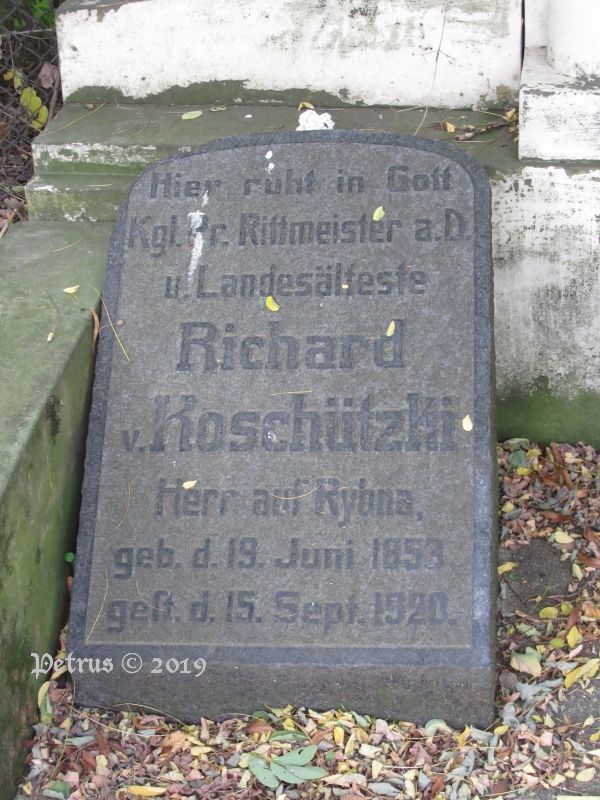 Hier ruht in Gott
Kgl. Pr. Rittmeister a. D.
u. Landesälteste
Richard
v. Koschützki
Herr auf Rybna,
geb. d. 19. Juni 1853
gest. d. 15. Sept. 1920.
Petrus © 2019